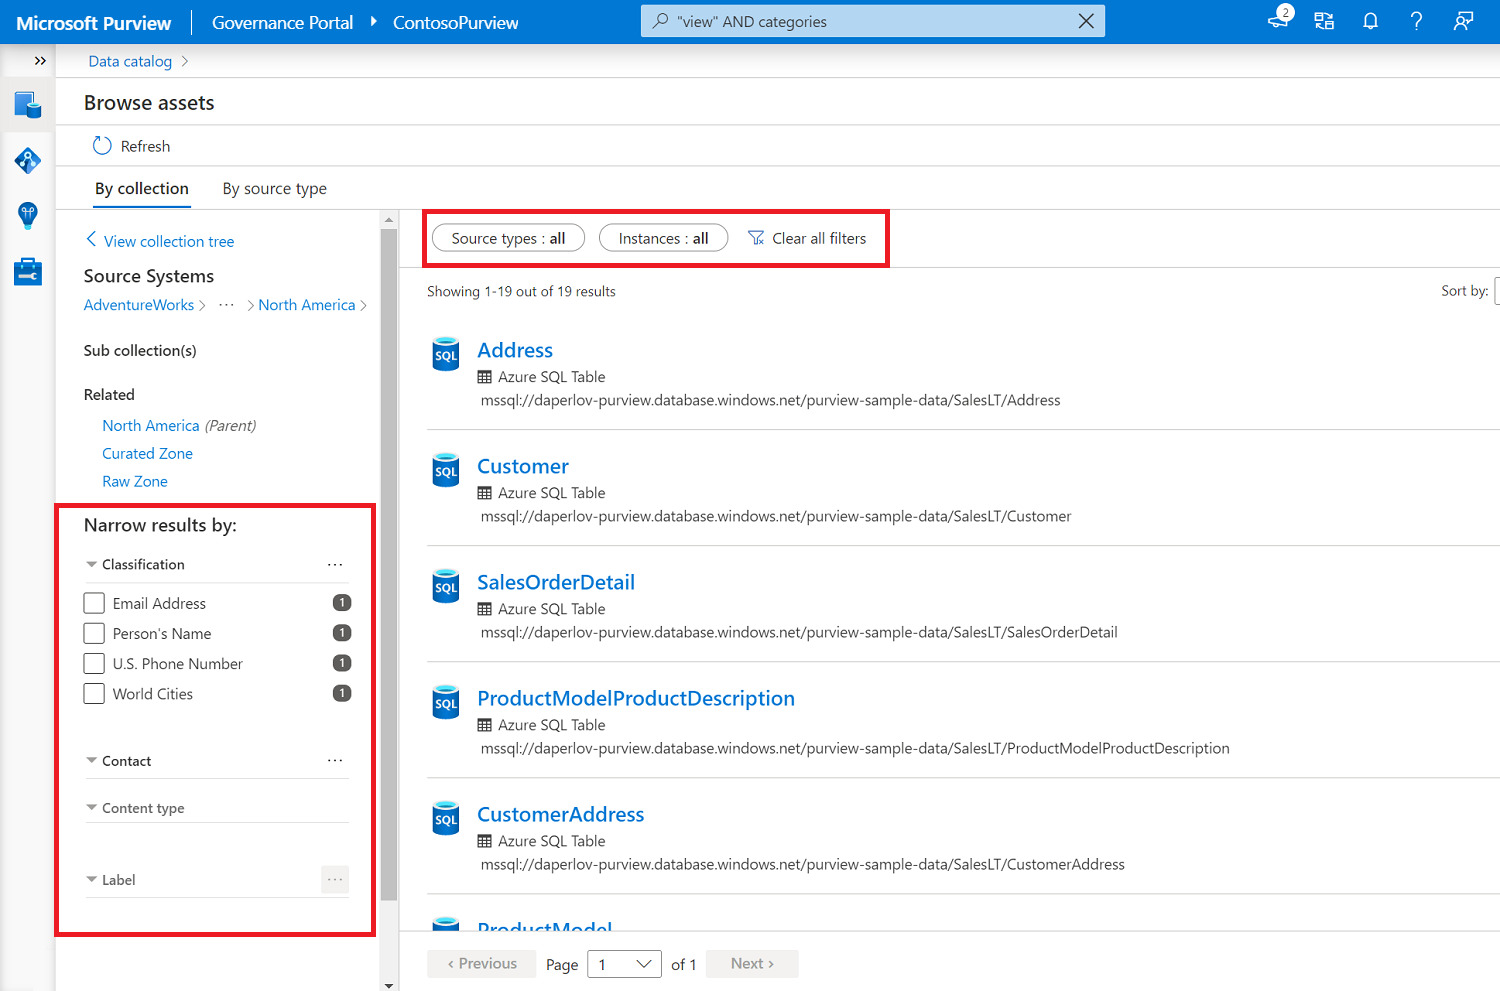 Microsoft Purview Governance Portal ContosoPurview "view" AND categories 2
Data catalog
Browse assets
Refresh
By collection By source type
View collection tree
Source Systems
AdventureWorks ··· North America
Sub collection(s)
Related
North America (Parent)
Curated Zone
Raw Zone
Narrow results by:
Classification ···
Email Address 1
Person's Name 1
U.S. Phone Number 1
World Cities 1
Contact ···
Content type
Label ···
Source types : all Instances : all Clear all filters
Showing 1-19 out of 19 results Sort by:
SQL Address
Azure SQL Table
mssql://daperlov-purview.database.windows.net/purview-sample-data/SalesLT/Address
SQL Customer
Azure SQL Table
mssql://daperlov-purview.database.windows.net/purview-sample-data/SalesLT/Customer
SQL SalesOrderDetail
Azure SQL Table
mssql://daperlov-purview.database.windows.net/purview-sample-data/SalesLT/SalesOrderDetail
SQL ProductModelProductDescription
Azure SQL Table
mssql://daperlov-purview.database.windows.net/purview-sample-data/SalesLT/ProductModelProductDescription
SQL CustomerAddress
Azure SQL Table
mssql://daperlov-purview.database.windows.net/purview-sample-data/SalesLT/CustomerAddress
ProductModel
‹ Previous Page 1 of 1 Next ›